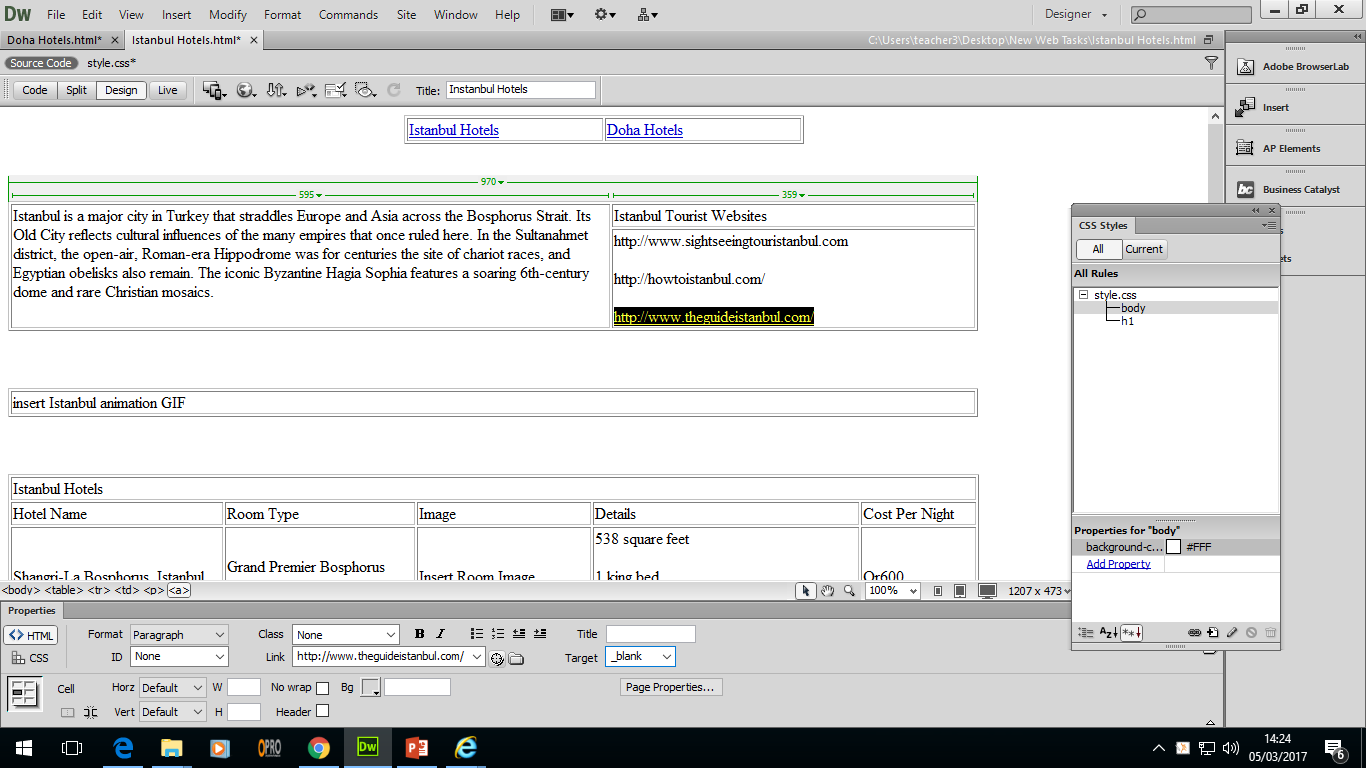 Dw File Edit View Insert Modify Format Commands Site Window Help Designer
Doha Hotels.html* Istanbul Hotels.html* C:\Users\teacher3\Desktop\New Web Tasks\Istanbul Hotels.html
Source Code style.css*
Code Split Design Live Title: Instanbul Hotels
Istanbul Hotels Doha Hotels
970
595 359
Istanbul is a major city in Turkey that straddles Europe and Asia across the Bosphorus Strait. Its
Old City reflects cultural influences of the many empires that once ruled here. In the Sultanahmet
district, the open-air, Roman-era Hippodrome was for centuries the site of chariot races, and
Egyptian obelisks also remain. The iconic Byzantine Hagia Sophia features a soaring 6th-century
dome and rare Christian mosaics.
Istanbul Tourist Websites
http://www.sightseeingtouristanbul.com
http://howtoistanbul.com/
http://www.theguideistanbul.com/
insert Istanbul animation GIF
Istanbul Hotels
Hotel Name Room Type Image Details Cost Per Night
538 square feet
Grand Premier Bosphorus
Shangri-La Bosphorus, Istanbul Insert Room Image 1 king bed Qr600
<body> <table> <tr> <td> <p> <a> 100% 1207 x 473
Properties
HTML Format Paragraph Class None B I Title
CSS ID None Link http://www.theguideistanbul.com/ Target _blank
Cell Horz Default W No wrap Bg Page Properties...
Vert Default H Header
Adobe BrowserLab
Insert
AP Elements
Business Catalyst
CSS Styles
All Current
All Rules
style.css
body
h1
Properties for "body"
background-c... #FFF
Add Property
OPRO Dw 14:24
05/03/2017 6